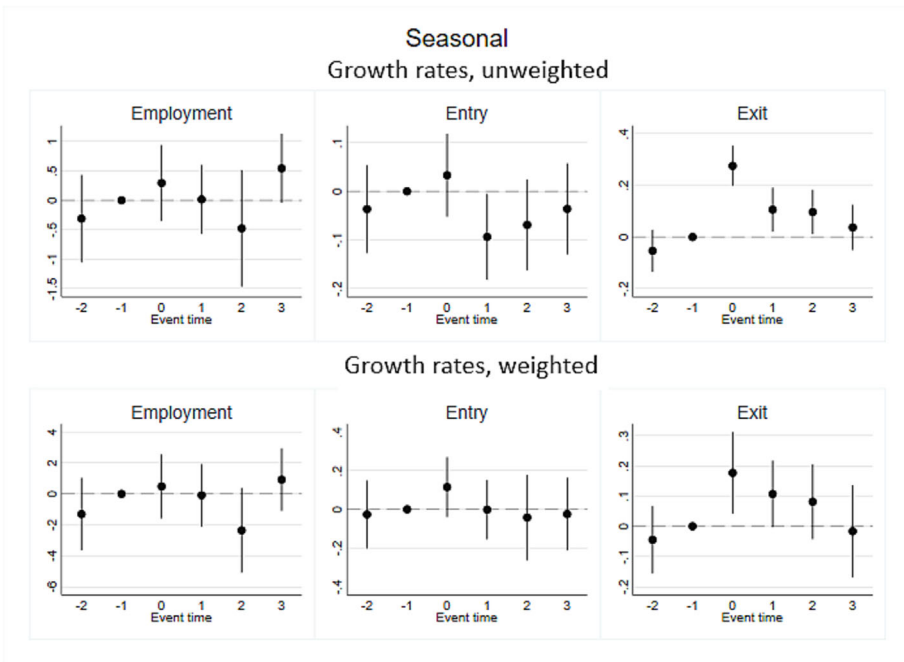 Seasonal
Growth rates, unweighted
Employment
Entry
Exit
1
.5
0
-.5
-1
-1.5
-2 -1 0 1 2 3
Event time
.1
0
-.1
-.2
-2 -1 0 1 2 3
Event time
.4
.2
0
-.2
-2 -1 0 1 2 3
Event time
Growth rates, weighted
Employment
Entry
Exit
4
2
0
-2
-4
-6
-2 -1 0 1 2 3
Event time
.4
.2
0
-.2
-.4
-2 -1 0 1 2 3
Event time
.3
.2
.1
0
-.1
-.2
-2 -1 0 1 2 3
Event time